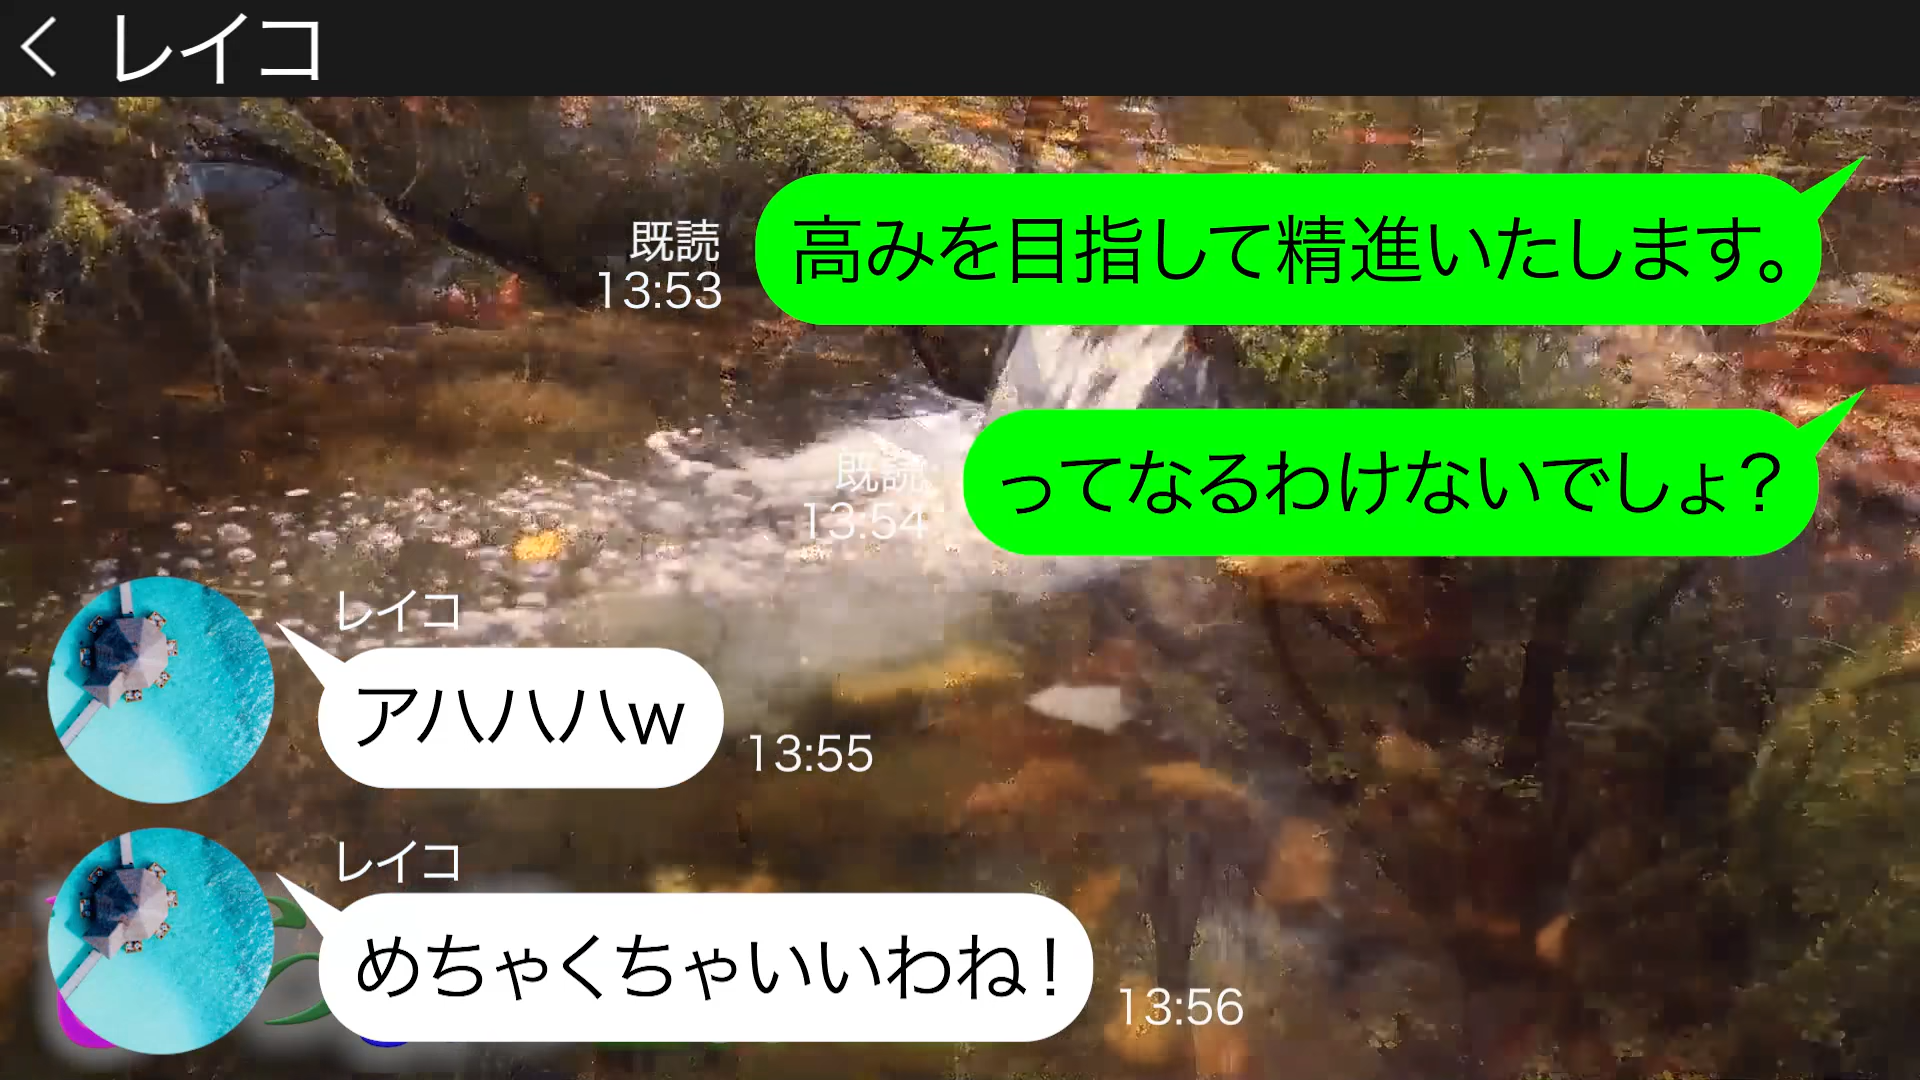 レイコ
高みを目指して精進いたします。
既読
13:53
ってなるわけないでしょ？
既読
13:54
レイコ
アハハハw
13:55
レイコ
めちゃくちゃいいわね！
13:56